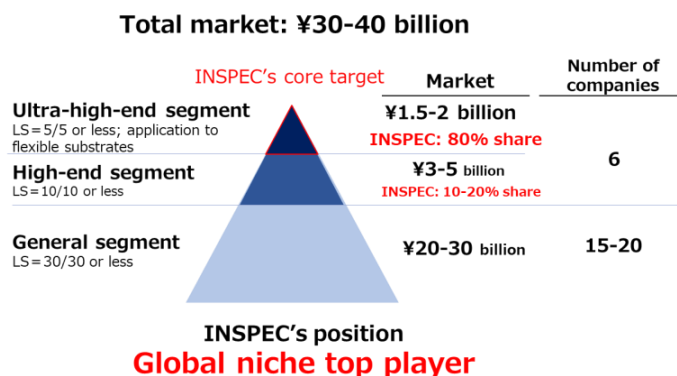 Total market: ¥30-40 billion
INSPEC's core target
Market
Number of
companies
Ultra-high-end segment
LS=5/5 or less; application to
flexible substrates
¥1.5-2 billion
INSPEC: 80% share
High-end segment
LS=10/10 or less
¥3-5 billion
INSPEC: 10-20% share
6
General segment
LS=30/30 or less
¥20-30 billion
15-20
INSPEC's position
Global niche top player